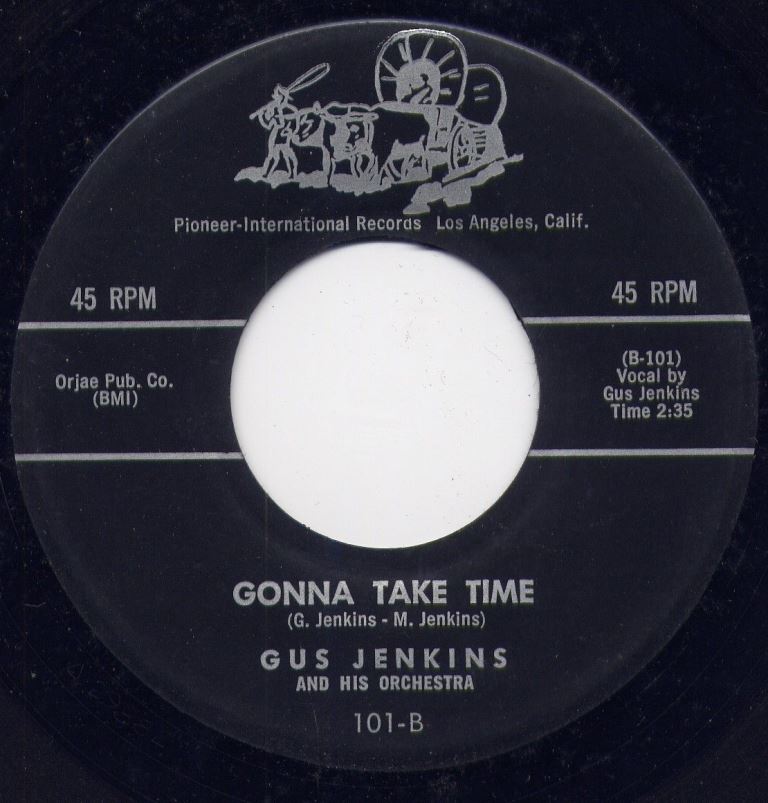 Pioneer-International Records Los Angeles, Calif.
45 RPM
45 RPM
Orjae Pub. Co.
(BMI)
(B-101)
Vocal by
Gus Jenkins
Time 2:35
GONNA TAKE TIME
(G. Jenkins - M. Jenkins)
GUS JENKINS
AND HIS ORCHESTRA
101-B